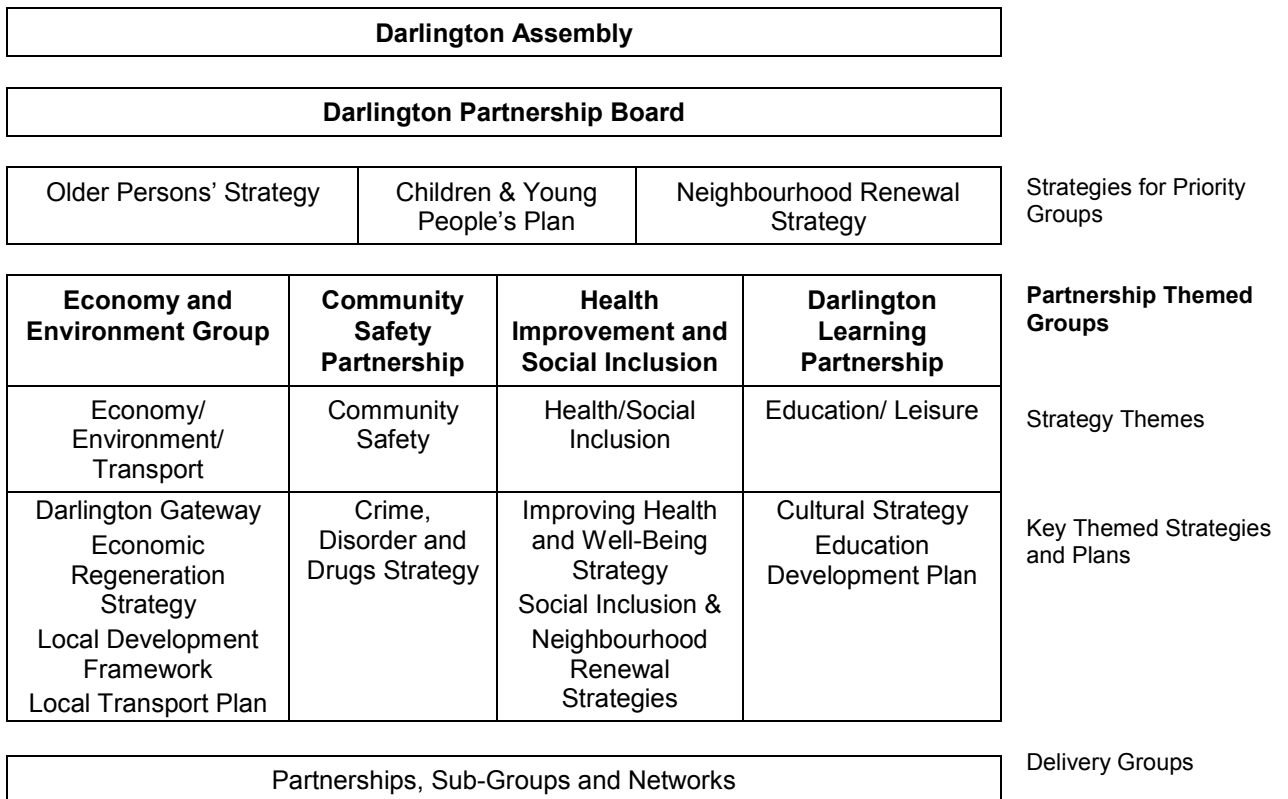 Darlington Assembly
Darlington Partnership Board
Older Persons' Strategy
Children & Young
People's Plan
Neighbourhood Renewal
Strategy
Strategies for Priority
Groups
Economy and
Environment Group
Community
Safety
Partnership
Health
Improvement and
Social Inclusion
Darlington
Learning
Partnership
Partnership Themed
Groups
Economy/
Environment/
Transport
Community
Safety
Health/Social
Inclusion
Education/ Leisure
Strategy Themes
Darlington Gateway
Economic
Regeneration
Strategy
Local Development
Framework
Local Transport Plan
Crime,
Disorder and
Drugs Strategy
Improving Health
and Well-Being
Strategy
Social Inclusion &
Neighbourhood
Renewal
Strategies
Cultural Strategy
Education
Development Plan
Key Themed Strategies
and Plans
Partnerships, Sub-Groups and Networks
Delivery Groups